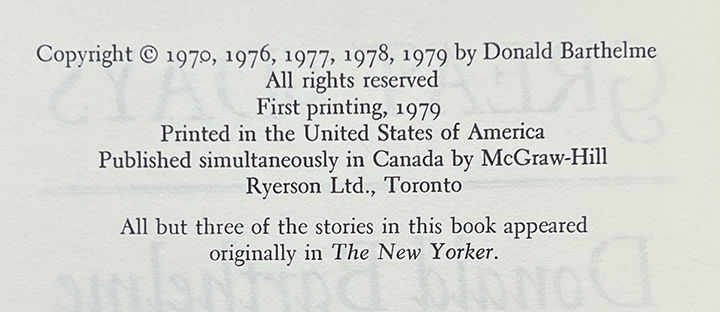 Copyright © 1970, 1976, 1977, 1978, 1979 by Donald Barthelme
All rights reserved
First printing, 1979
Printed in the United States of America
Published simultaneously in Canada by McGraw-Hill
Ryerson Ltd., Toronto
All but three of the stories in this book appeared
originally in The New Yorker.